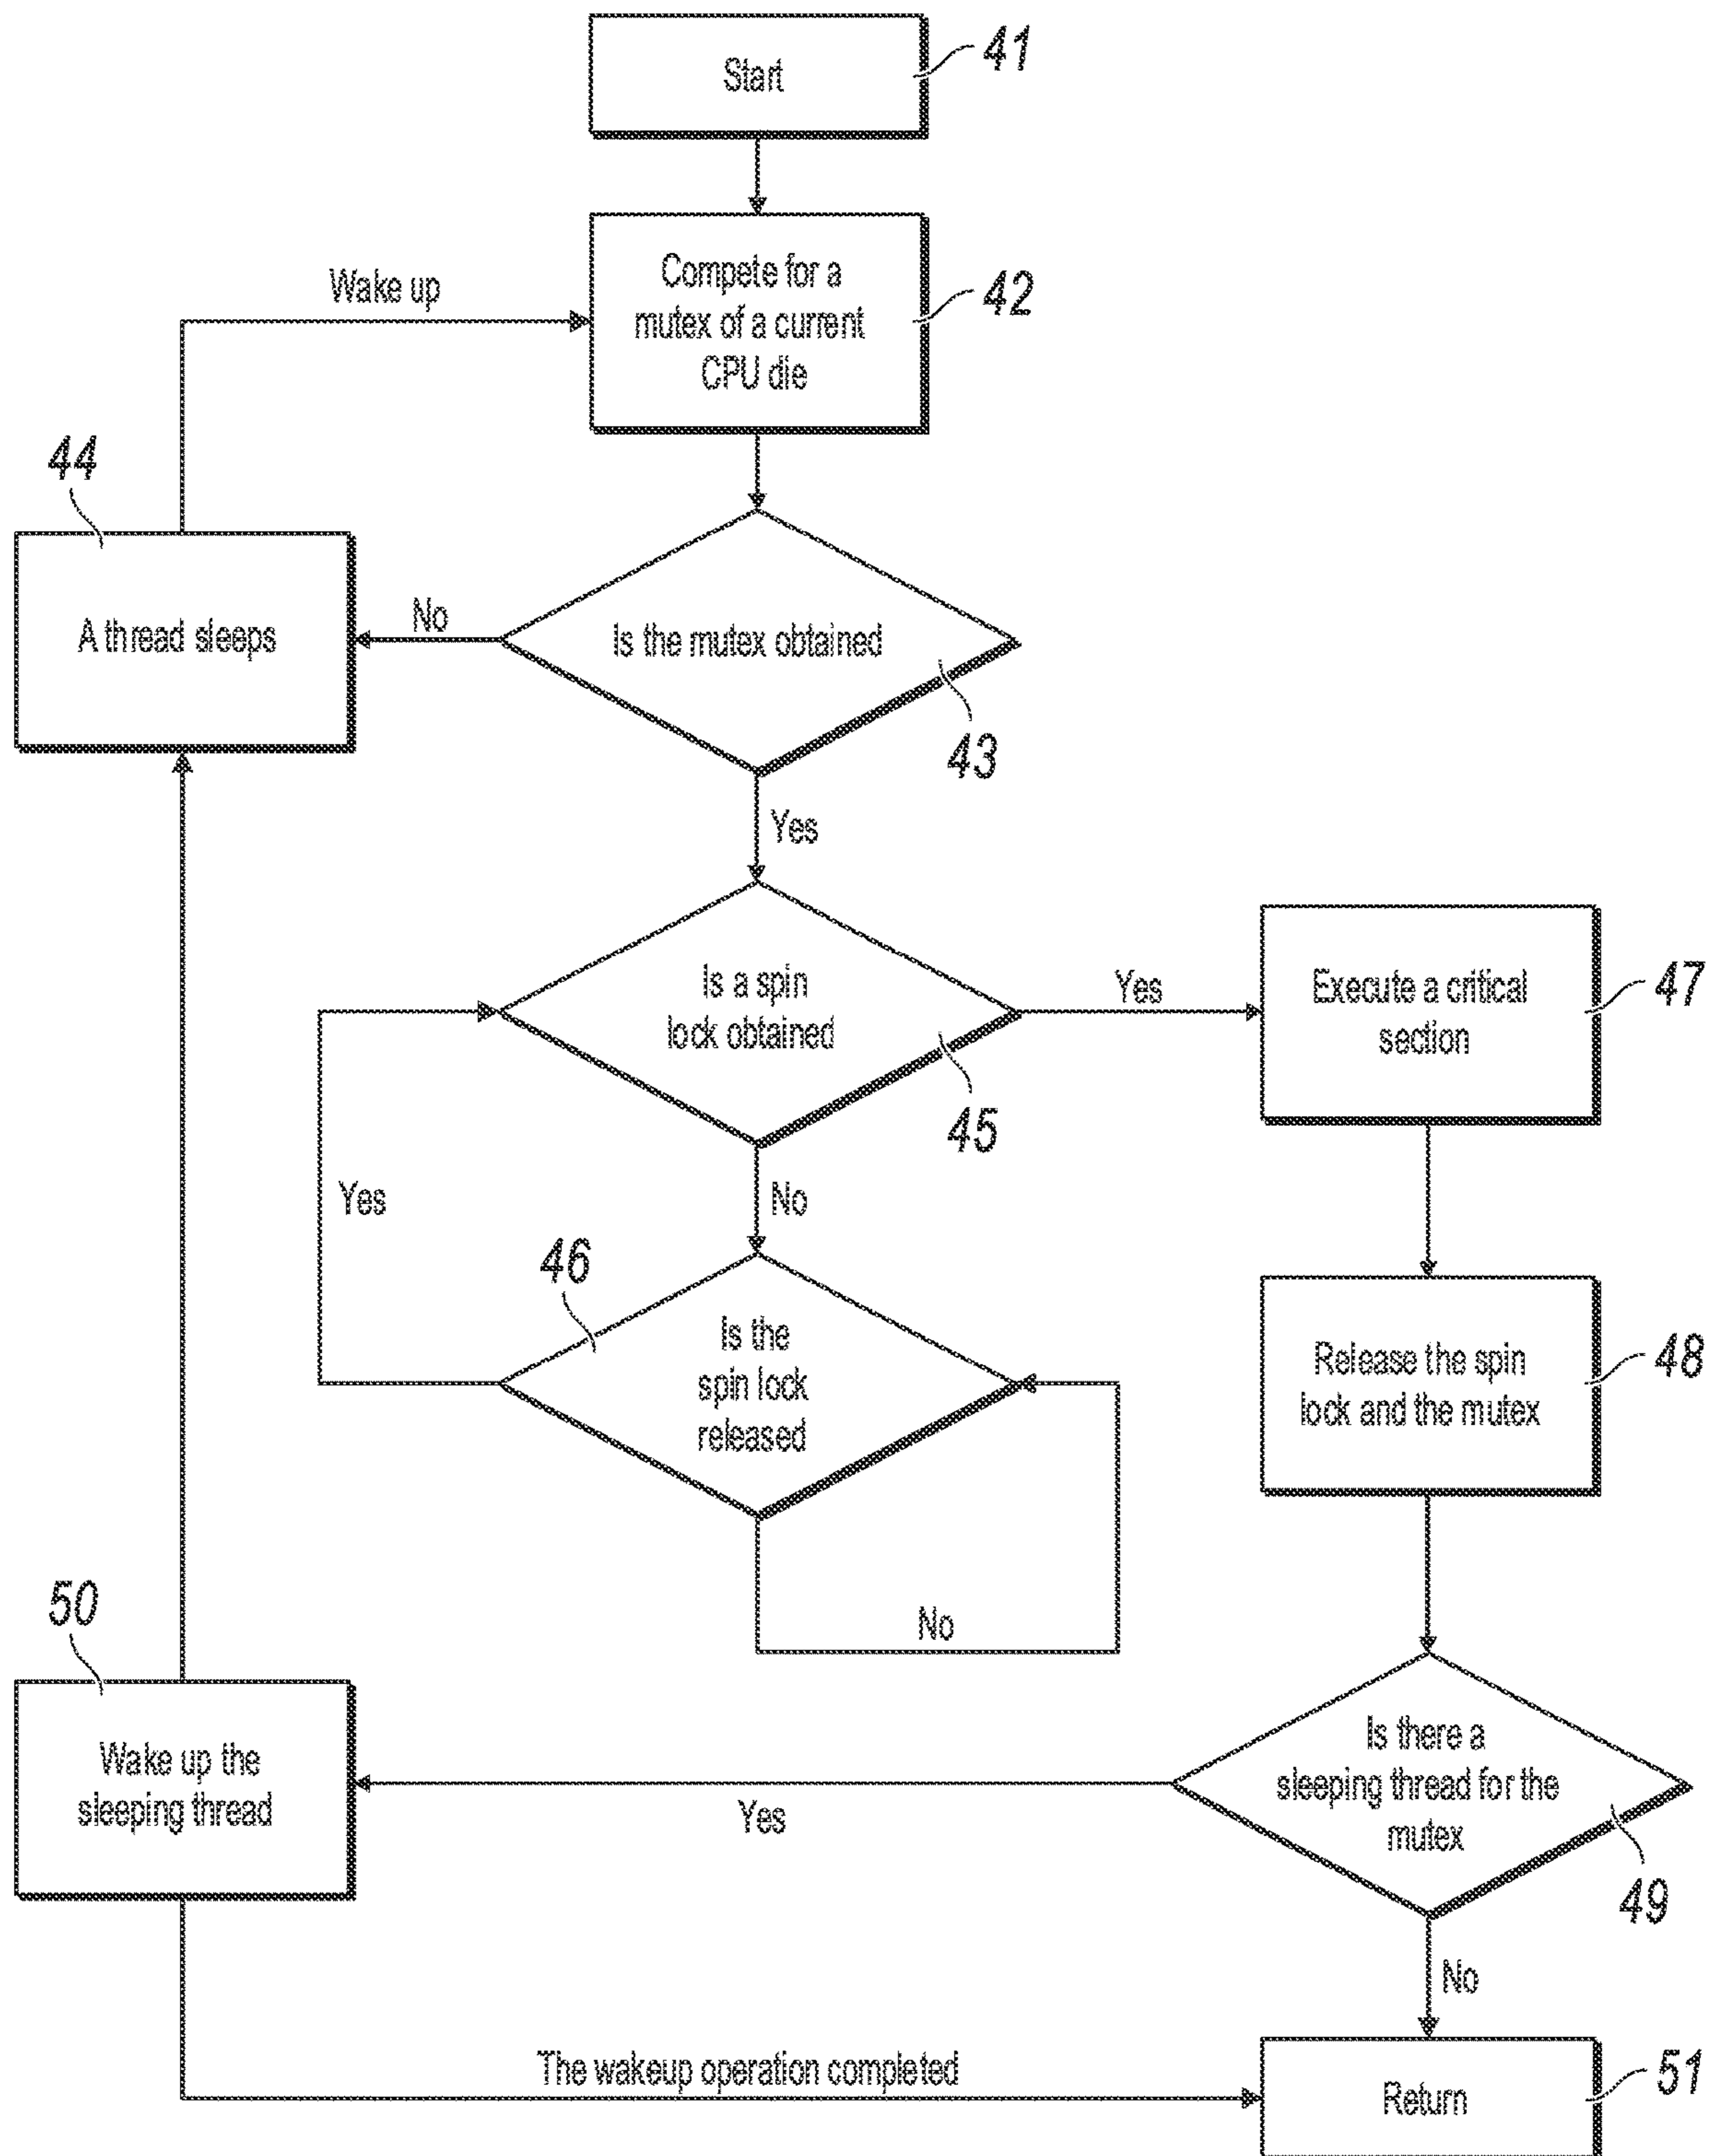 Start
41
Compete for a
mutex of a current
CPU die
42
Wake up
44
A thread sleeps
No
Is the mutex obtained
43
Yes
Is a spin
lock obtained
45
Yes
Execute a critical
section
47
Yes
No
46
Is the
spin lock
released
No
Release the spin
lock and the mutex
48
50
Wake up the
sleeping thread
Yes
Is there a
sleeping thread for the
mutex
49
No
The wakeup operation completed
Return
51